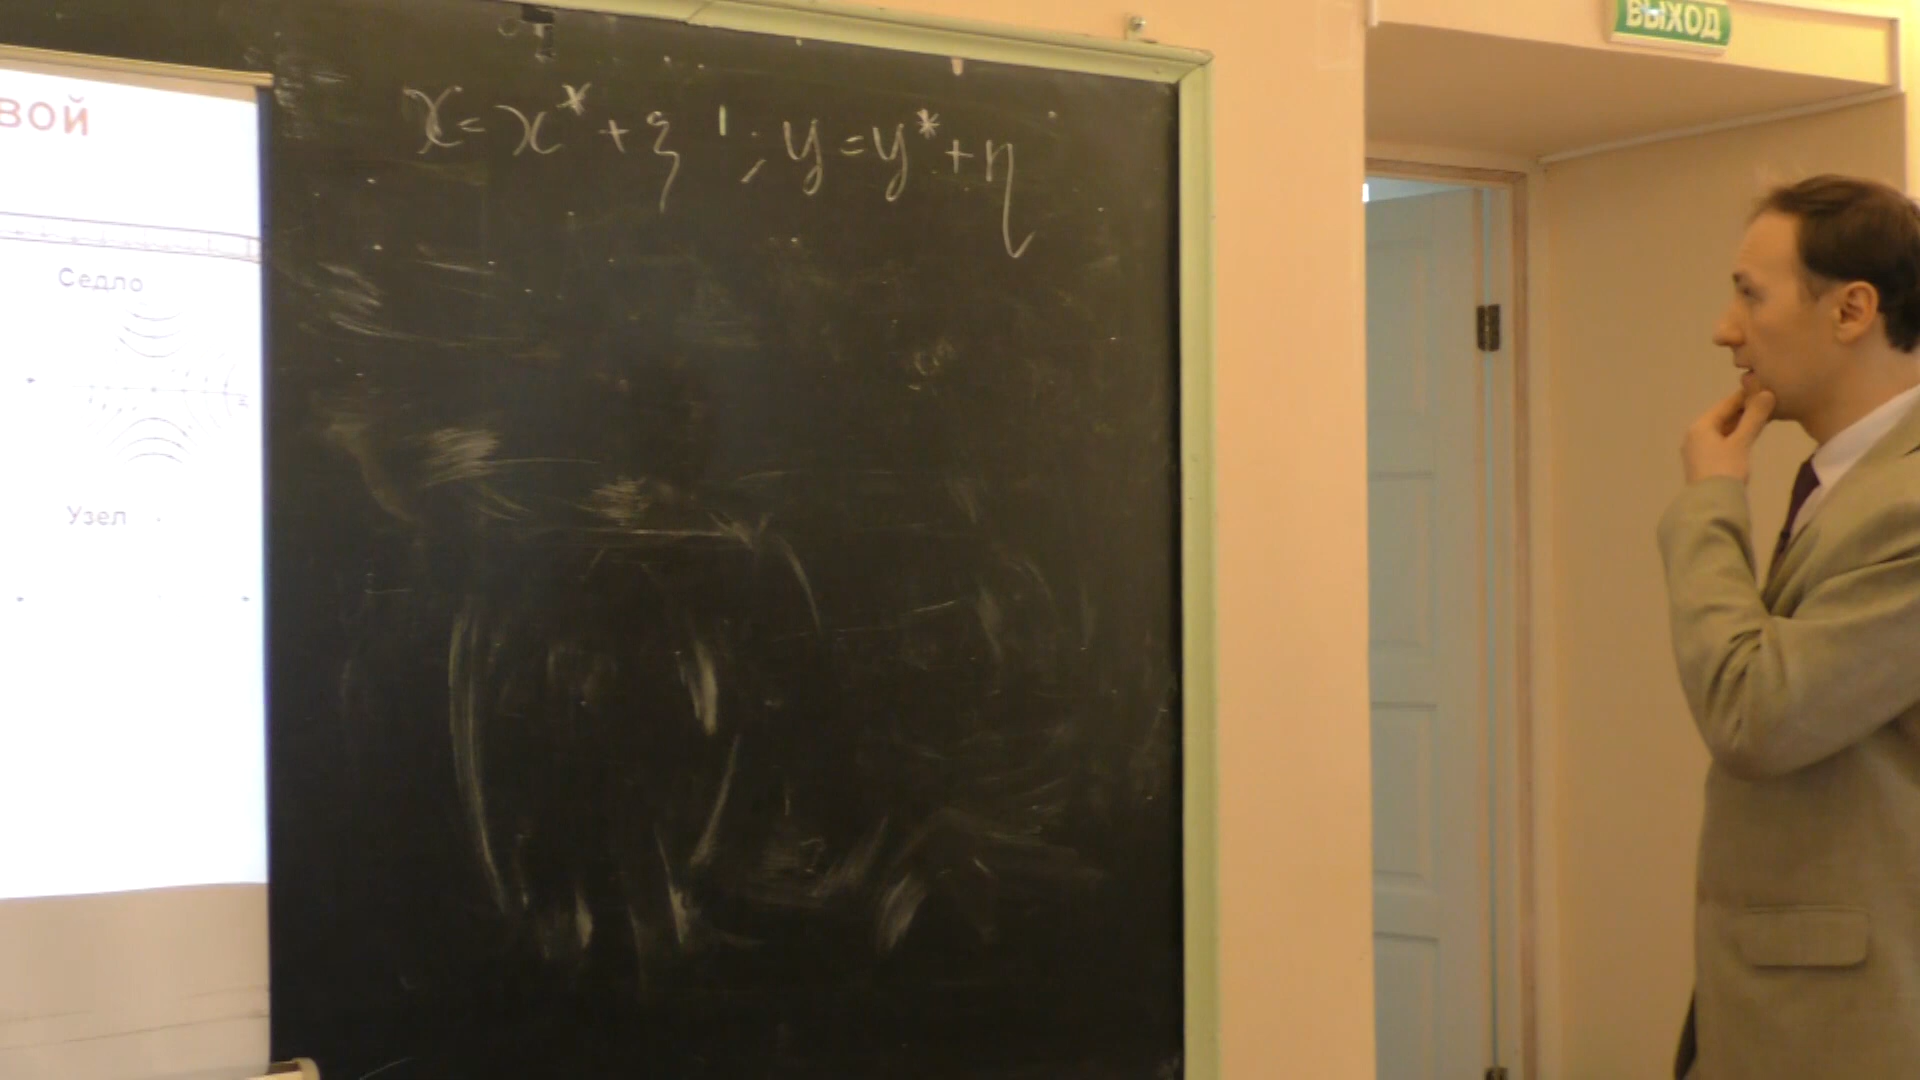 ВЫХОД
вой
x = x* + ξ ; y = y* + η
Седло
Узел